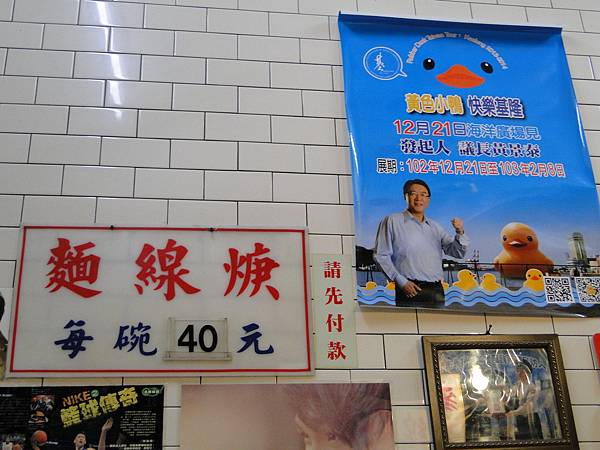 Rubber Duck Taiwan Tour - Keelung 2013-2014
黃色小鴨 快樂基隆
12月21日海洋廣場見
發起人 議長黃景泰
展期：102年12月21日至103年2月8日
麵線焿
每碗 40 元
請先付款
NIKE
籃球傳奇